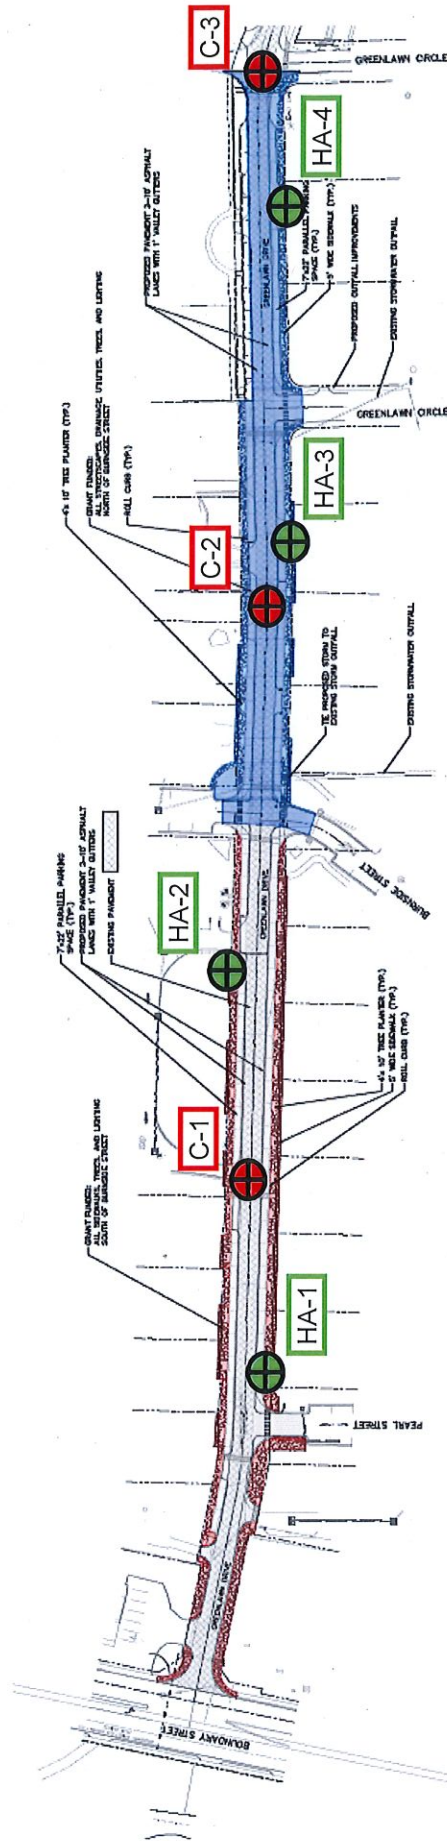 C-3
GREENLAWN CIRCLE
HA-4
PROPOSED PAVEMENT 2-10' ASPHALT
LANES WITH 1' VALLEY GUTTERS
GREENLAWN DRIVE
7'x22' PARALLEL PARKING
SPACE (TYP.)
5' WIDE SIDEWALK (TYP.)
PROPOSED OUTFALL IMPROVEMENTS
EXISTING STORMWATER OUTFALL
GREENLAWN CIRCLE
4'x 10' TREE PLANTER (TYP.)
GRANT FUNDED:
ALL STREETSCAPES, DRAINAGE, UTILITIES, TREES, AND LIGHTING
NORTH OF BURNSIDE STREET
ROLL CURB (TYP.)
HA-3
C-2
TIE PROPOSED STORM TO
EXISTING STORM OUTFALL
EXISTING STORMWATER OUTFALL
BURNSIDE STREET
7'x22' PARALLEL PARKING
SPACE (TYP.)
PROPOSED PAVEMENT 2-10' ASPHALT
LANES WITH 1' VALLEY GUTTERS
EXISTING PAVEMENT
HA-2
GREENLAWN DRIVE
C-1
4'x 10' TREE PLANTER (TYP.)
5' WIDE SIDEWALK (TYP.)
ROLL CURB (TYP.)
GRANT FUNDED:
ALL SIDEWALKS, TREES, AND LIGHTING
SOUTH OF BURNSIDE STREET
HA-1
PEARL STREET
GREENLAWN DRIVE
BOUNDARY STREET